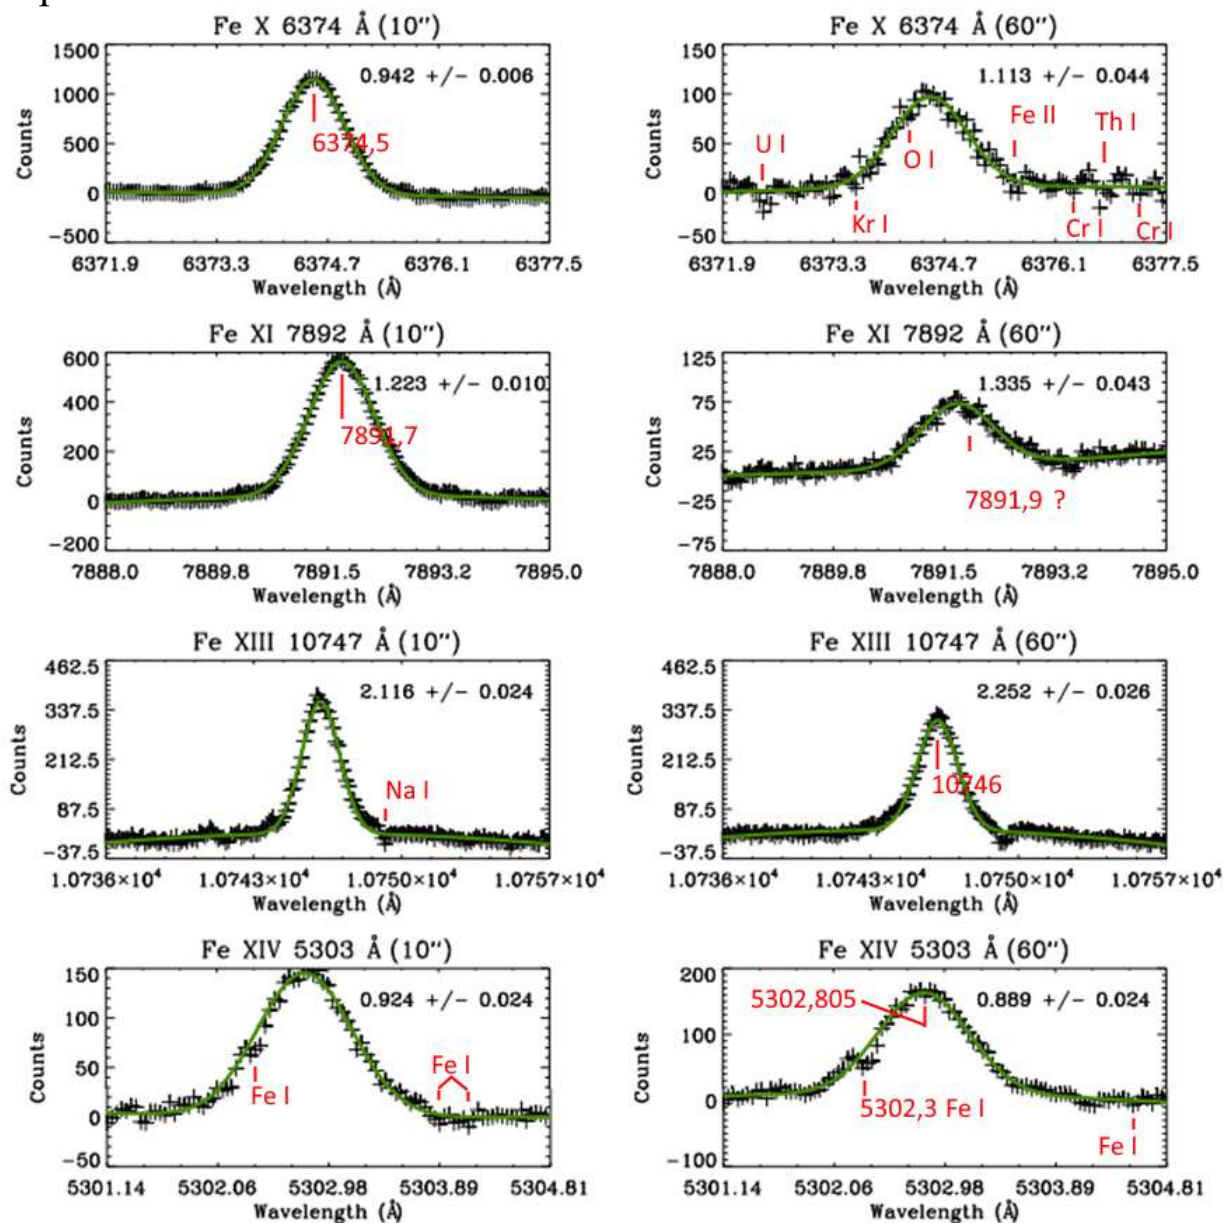 Fe X 6374 Å (10″)
1500
1000
500
0
−500
Counts
0.942 +/− 0.006
6374,5
6371.9 6373.3 6374.7 6376.1 6377.5
Wavelength (Å)
Fe X 6374 Å (60″)
150
100
50
0
−50
Counts
1.113 +/− 0.044
U I
Kr I
O I
Fe II
Th I
Cr I
Cr I
6371.9 6373.3 6374.7 6376.1 6377.5
Wavelength (Å)
Fe XI 7892 Å (10″)
600
400
200
0
−200
Counts
1.223 +/− 0.010
7891,7
7888.0 7889.8 7891.5 7893.2 7895.0
Wavelength (Å)
Fe XI 7892 Å (60″)
125
75
25
−25
−75
Counts
1.335 +/− 0.043
7891,9 ?
7888.0 7889.8 7891.5 7893.2 7895.0
Wavelength (Å)
Fe XIII 10747 Å (10″)
462.5
337.5
212.5
87.5
−37.5
Counts
2.116 +/− 0.024
Na I
1.0736×10⁴ 1.0743×10⁴ 1.0750×10⁴ 1.0757×10⁴
Wavelength (Å)
Fe XIII 10747 Å (60″)
462.5
337.5
212.5
87.5
−37.5
Counts
2.252 +/− 0.026
10746
1.0736×10⁴ 1.0743×10⁴ 1.0750×10⁴ 1.0757×10⁴
Wavelength (Å)
Fe XIV 5303 Å (10″)
150
100
50
0
−50
Counts
0.924 +/− 0.024
Fe I
Fe I
5301.14 5302.06 5302.98 5303.89 5304.81
Wavelength (Å)
Fe XIV 5303 Å (60″)
200
100
0
−100
Counts
0.889 +/− 0.024
5302,805
5302,3 Fe I
Fe I
5301.14 5302.06 5302.98 5303.89 5304.81
Wavelength (Å)